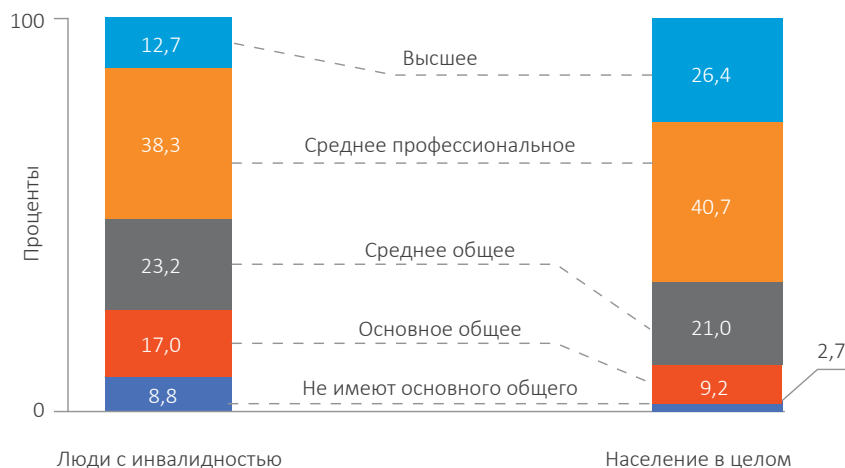 100
12,7
Высшее
26,4
38,3
Среднее профессиональное
40,7
Проценты
23,2
Среднее общее
21,0
17,0
Основное общее
2,7
9,2
8,8
Не имеют основного общего
0
Люди с инвалидностью
Население в целом